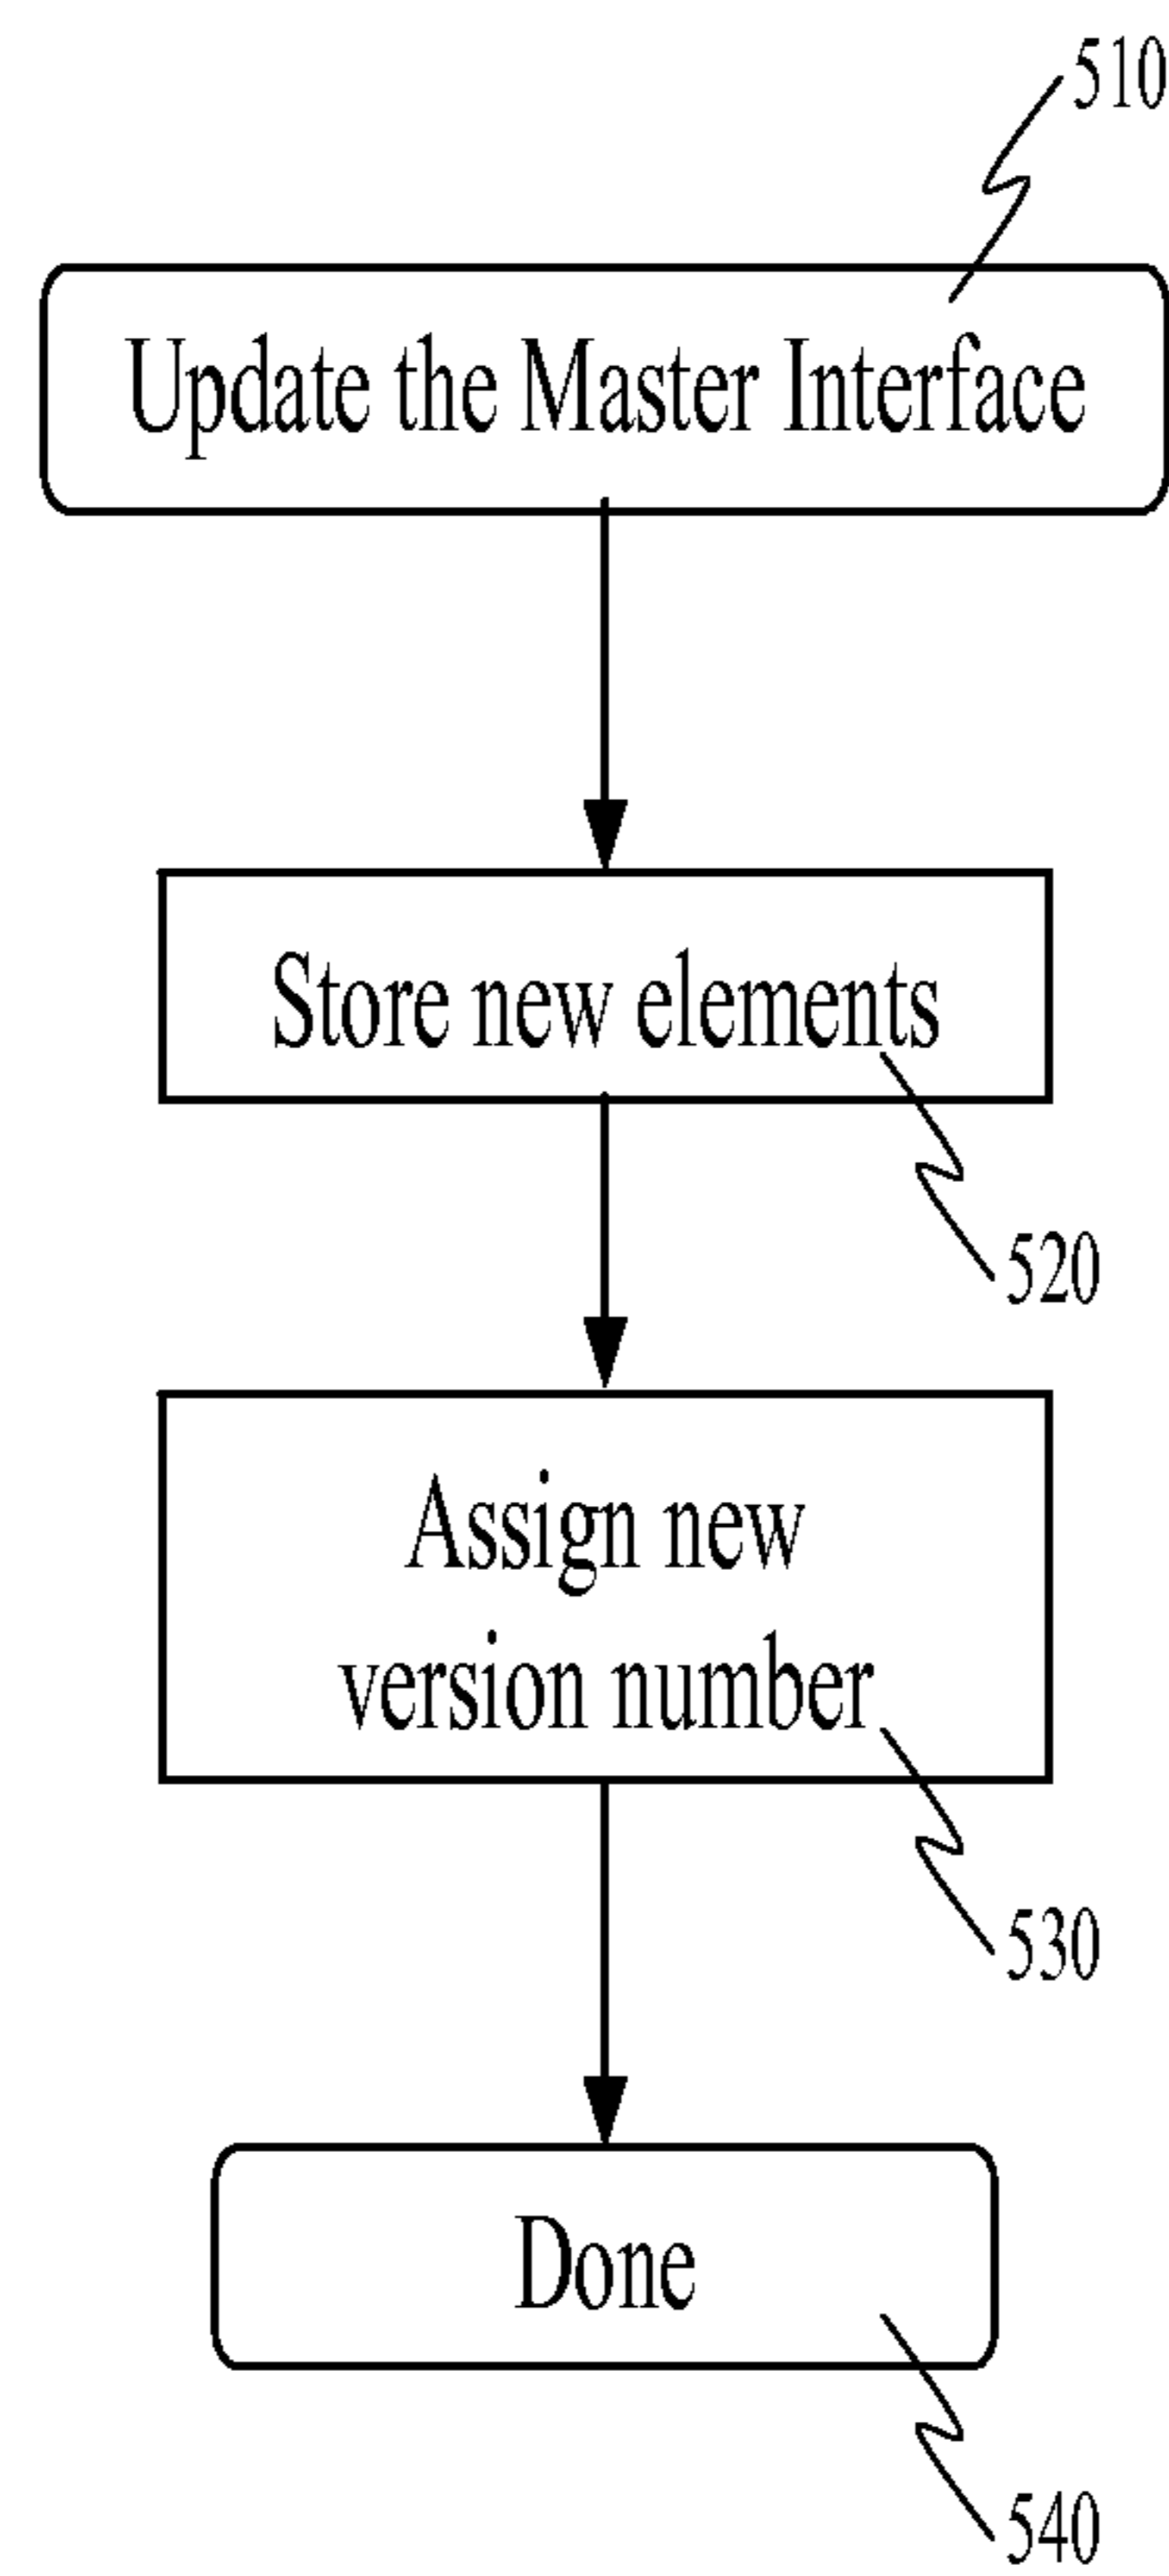 510
Update the Master Interface
Store new elements
520
Assign new
version number
530
Done
540